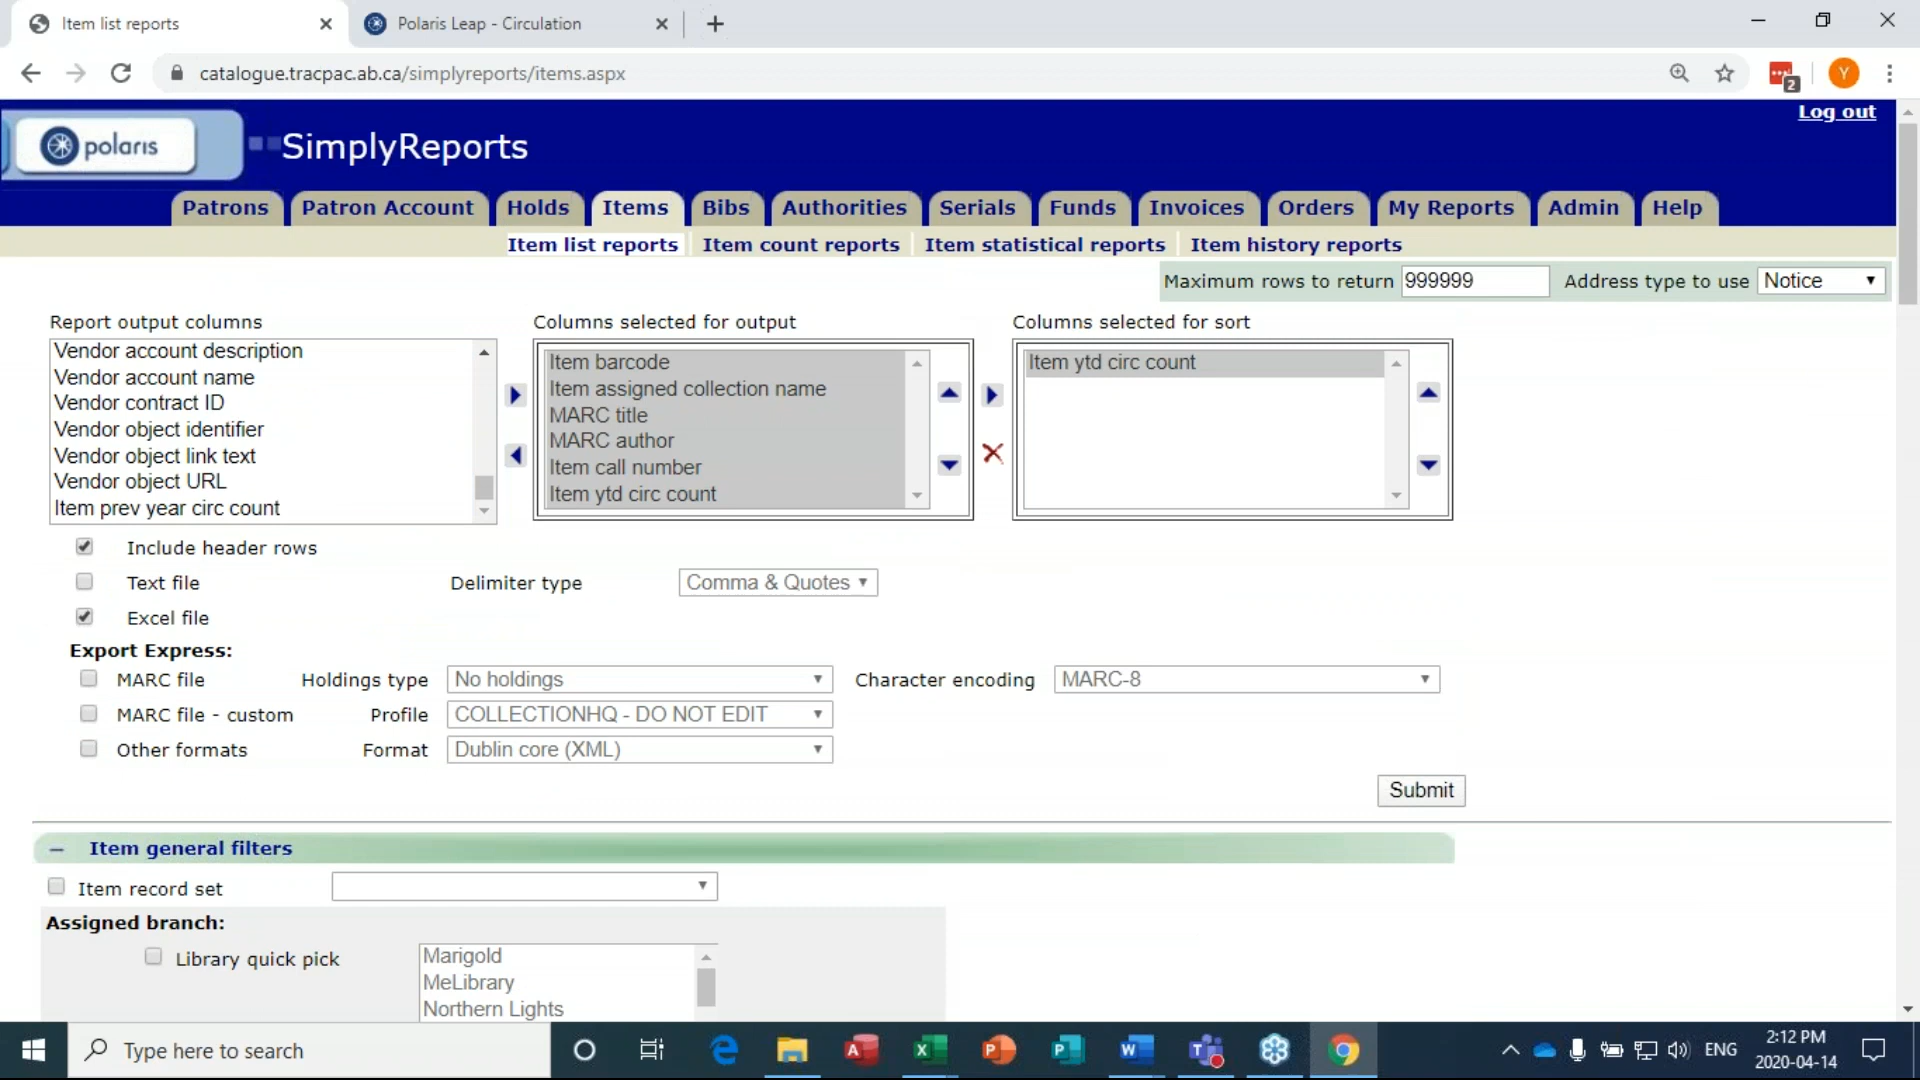 Item list reports
Polaris Leap - Circulation
catalogue.tracpac.ab.ca/simplyreports/items.aspx
2
Y
Log out
polaris
SimplyReports
Patrons
Patron Account
Holds
Items
Bibs
Authorities
Serials
Funds
Invoices
Orders
My Reports
Admin
Help
Item list reports
Item count reports
Item statistical reports
Item history reports
Maximum rows to return 999999 Address type to use Notice
Report output columns
Vendor account description
Vendor account name
Vendor contract ID
Vendor object identifier
Vendor object link text
Vendor object URL
Item prev year circ count
Columns selected for output
Item barcode
Item assigned collection name
MARC title
MARC author
Item call number
Item ytd circ count
Columns selected for sort
Item ytd circ count
Include header rows
Text file Delimiter type Comma & Quotes
Excel file
Export Express:
MARC file Holdings type No holdings Character encoding MARC-8
MARC file - custom Profile COLLECTIONHQ - DO NOT EDIT
Other formats Format Dublin core (XML)
Submit
Item general filters
Item record set
Assigned branch:
Library quick pick
Marigold
MeLibrary
Northern Lights
Type here to search
ENG
2:12 PM
2020-04-14